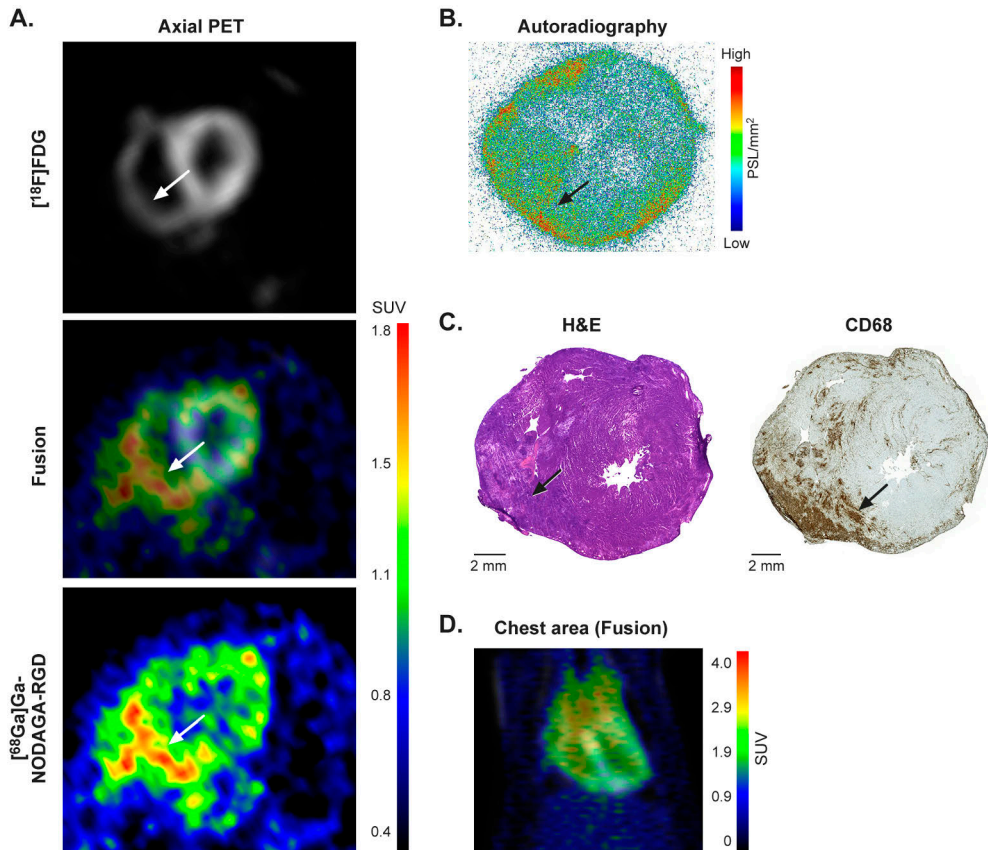 A.
Axial PET
[18F]FDG
Fusion
[68Ga]Ga-
NODAGA-RGD
SUV
1.8
1.5
1.1
0.8
0.4
B.
Autoradiography
High
PSL/mm²
Low
C.
H&E
CD68
2 mm
2 mm
D.
Chest area (Fusion)
4.0
2.9
1.9
0.9
0
SUV